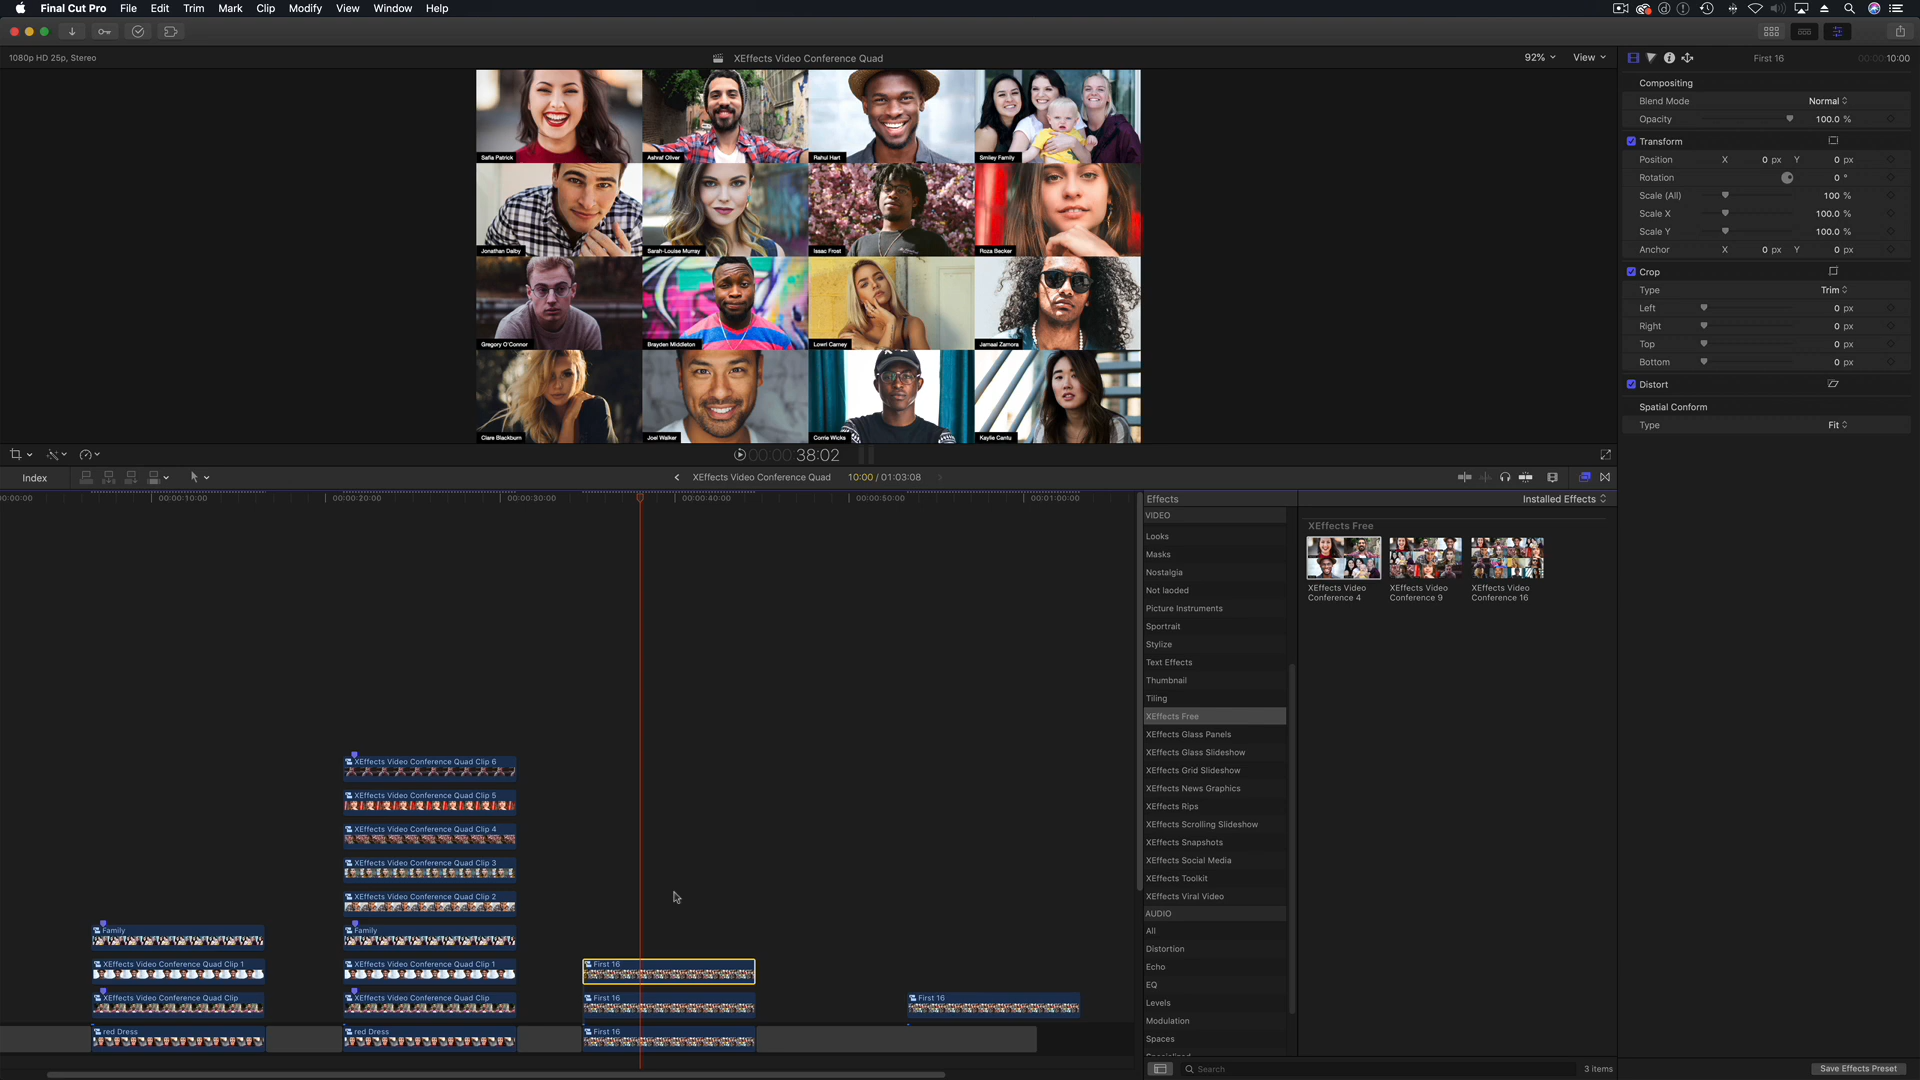 Final Cut Pro File Edit Trim Mark Clip Modify View Window Help
1080p HD 25p, Stereo
XEffects Video Conference Quad
92% View
First 16
00:00:10:00
Safia Patrick
Ashraf Oliver
Rahul Hart
Smiley Family
Jonathan Dalby
Sarah-Louise Murray
Issac Frost
Roza Becker
Gregory O'Connor
Brayden Middleton
Lowri Carney
Jamaal Zamora
Clare Blackburn
Joel Walker
Corrie Wicks
Kaylie Cantu
Compositing
Blend Mode Normal
Opacity 100.0 %
Transform
Position X 0 px Y 0 px
Rotation 0 °
Scale (All) 100 %
Scale X 100.0 %
Scale Y 100.0 %
Anchor X 0 px Y 0 px
Crop
Type Trim
Left 0 px
Right 0 px
Top 0 px
Bottom 0 px
Distort
Spatial Conform
Type Fit
00:00:38:02
Index
XEffects Video Conference Quad 10:00 / 01:03:08
00:00:00 00:00:10:00 00:00:20:00 00:00:30:00 00:00:40:00 00:00:50:00 00:01:00:00
XEffects Video Conference Quad Clip 6
XEffects Video Conference Quad Clip 5
XEffects Video Conference Quad Clip 4
XEffects Video Conference Quad Clip 3
XEffects Video Conference Quad Clip 2
Family
Family
XEffects Video Conference Quad Clip 1
XEffects Video Conference Quad Clip 1
First 16
XEffects Video Conference Quad Clip
XEffects Video Conference Quad Clip
First 16
First 16
red Dress
red Dress
First 16
Effects
Installed Effects
VIDEO
Looks
Masks
Nostalgia
Not laoded
Picture Instruments
Sportrait
Stylize
Text Effects
Thumbnail
Tiling
XEffects Free
XEffects Glass Panels
XEffects Glass Slideshow
XEffects Grid Slideshow
XEffects News Graphics
XEffects Rips
XEffects Scrolling Slideshow
XEffects Snapshots
XEffects Social Media
XEffects Toolkit
XEffects Viral Video
AUDIO
All
Distortion
Echo
EQ
Levels
Modulation
Spaces
Specialized
XEffects Free
XEffects Video
Conference 4
XEffects Video
Conference 9
XEffects Video
Conference 16
Search
3 items
Save Effects Preset